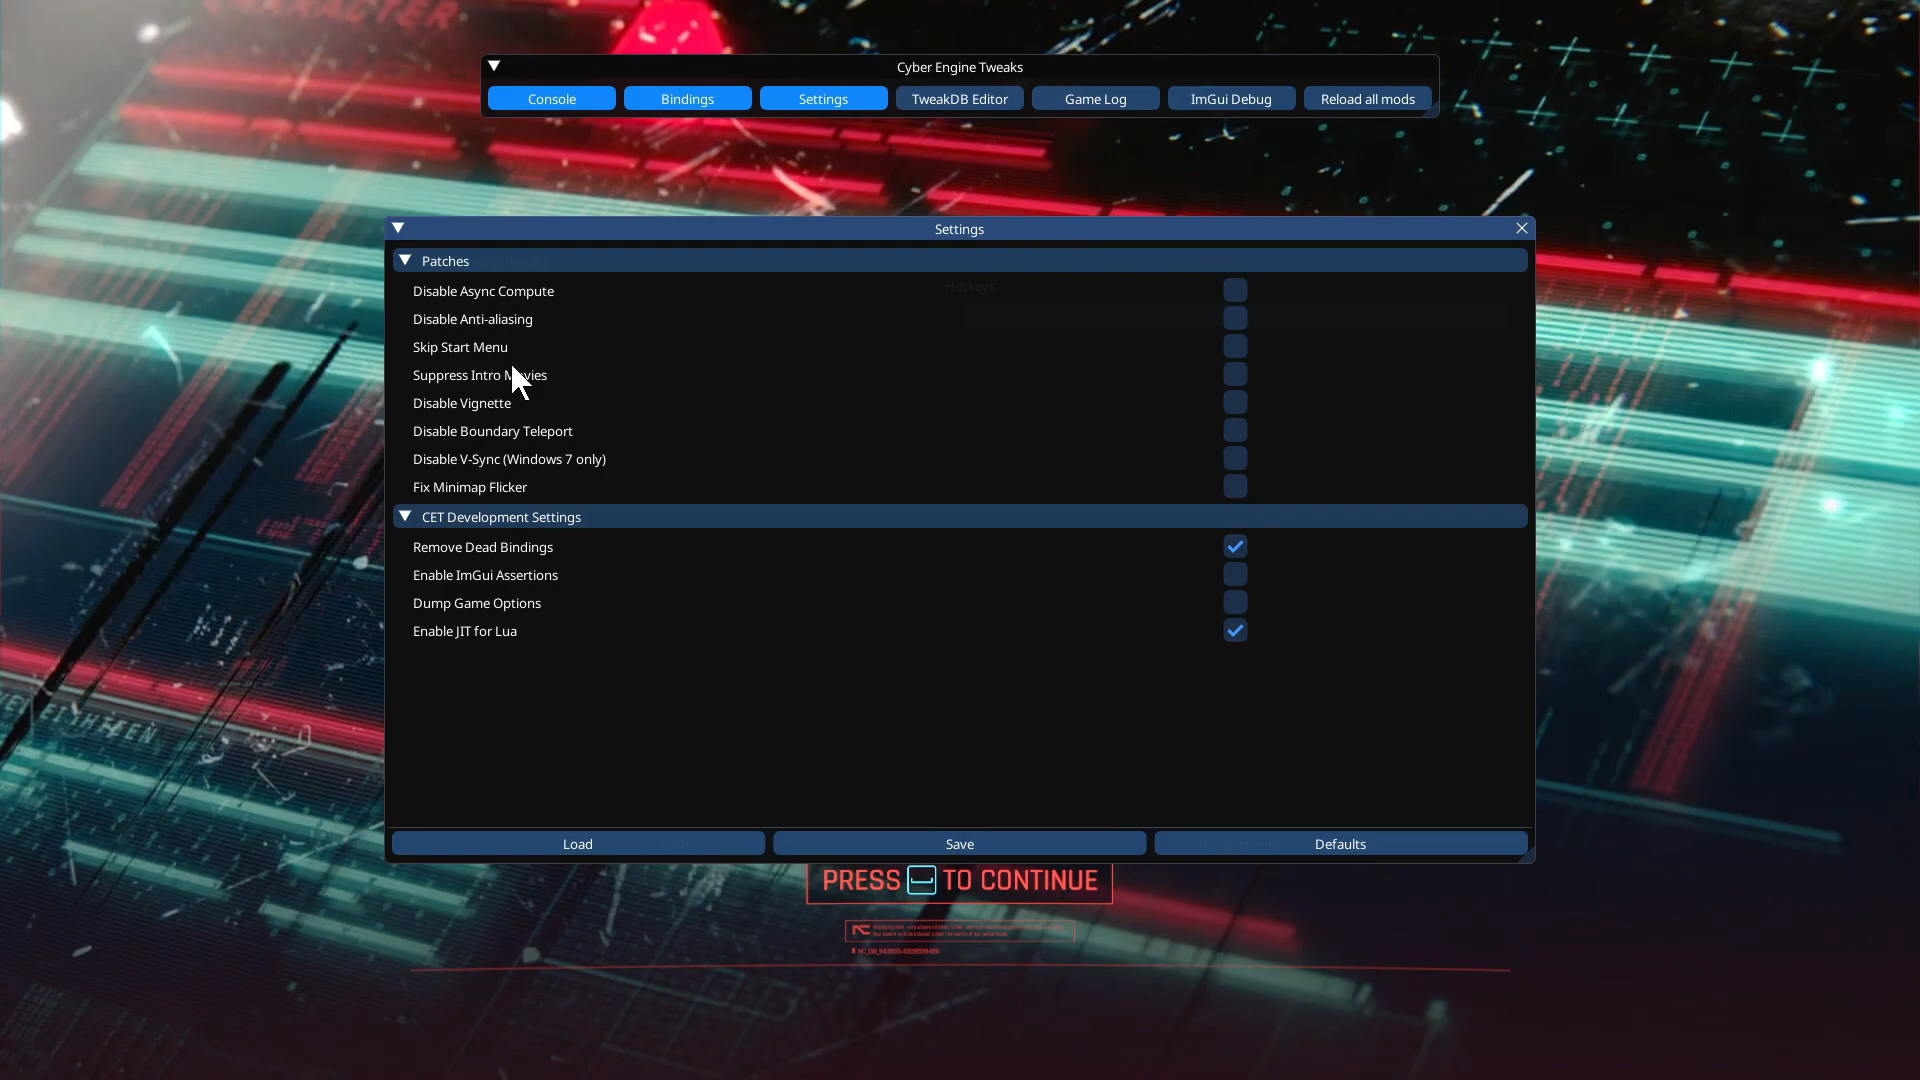 CHARACTER
Cyber Engine Tweaks
Console Bindings Settings TweakDB Editor Game Log ImGui Debug Reload all mods
Settings
Patches
Disable Async Compute
Hotkeys
Disable Anti-aliasing
Skip Start Menu
Suppress Intro Movies
Disable Vignette
Disable Boundary Teleport
Disable V-Sync (Windows 7 only)
Fix Minimap Flicker
CET Development Settings
Remove Dead Bindings
Enable ImGui Assertions
Dump Game Options
Enable JIT for Lua
Load Save Defaults
PRESS TO CONTINUE